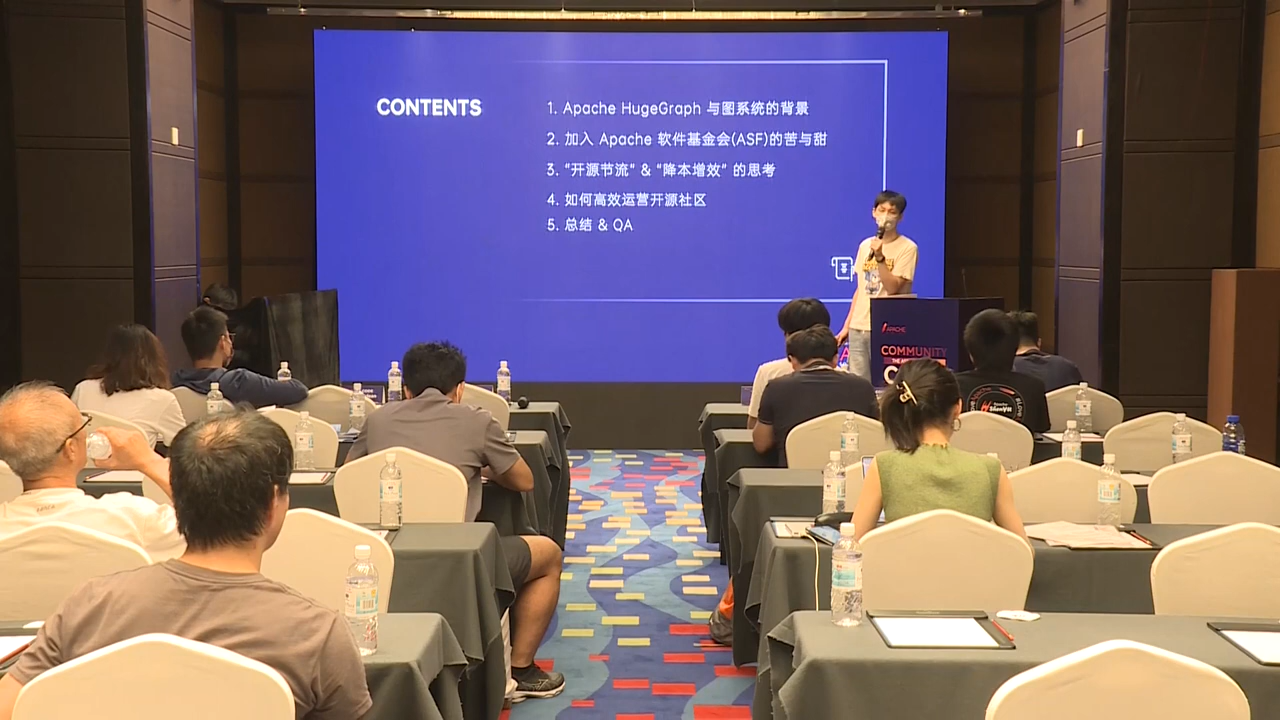 CONTENTS
1. Apache HugeGraph 与图系统的背景
2. 加入 Apache 软件基金会(ASF)的苦与甜
3. “开源节流” & “降本增效” 的思考
4. 如何高效运营开源社区
5. 总结 & QA
APACHE
COMMUNITY